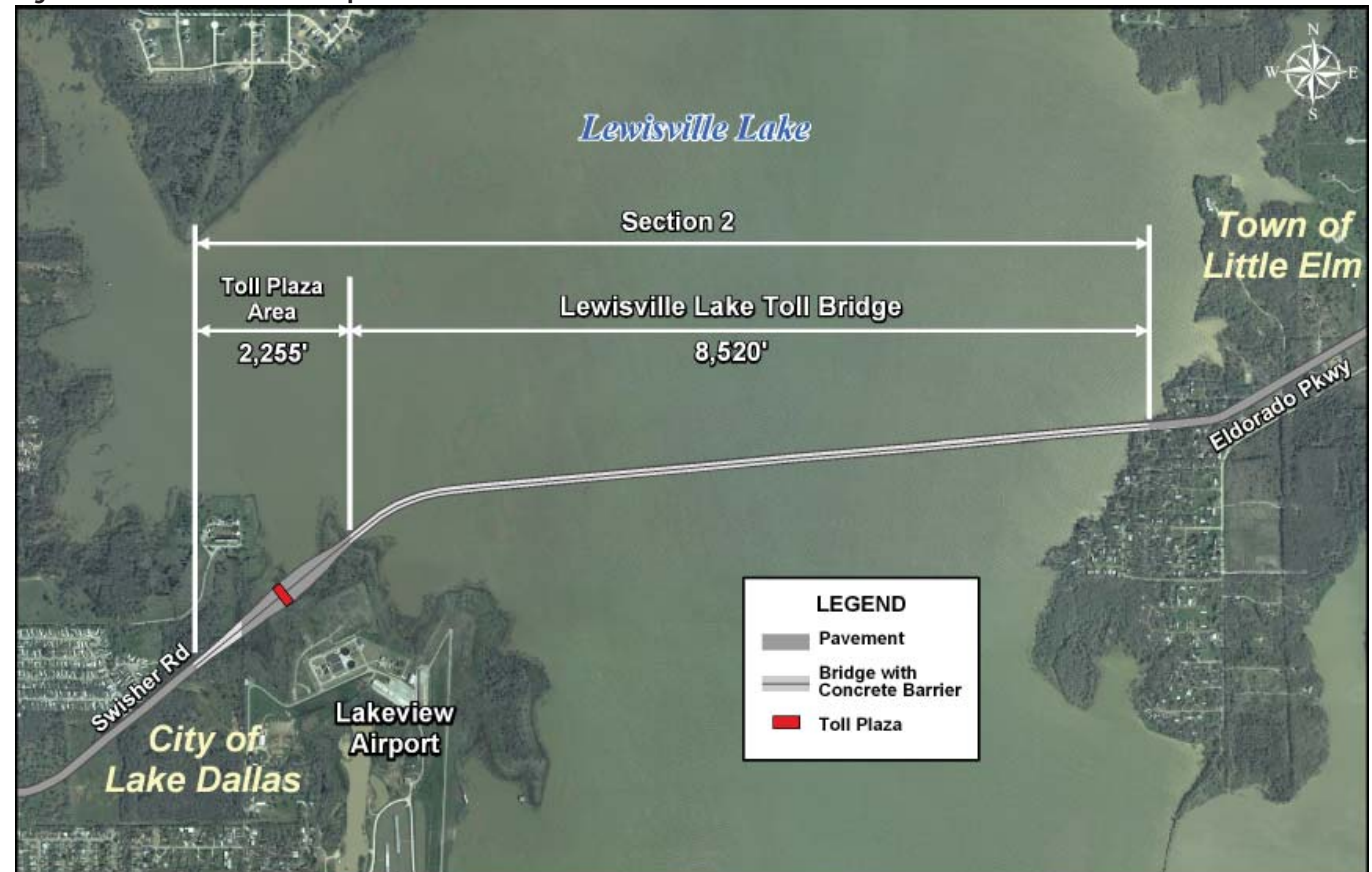 N
W E
S
Lewisville Lake
Section 2
Town of
Little Elm
Toll Plaza
Area
2,255'
Lewisville Lake Toll Bridge
8,520'
Eldorado Pkwy
Swisher Rd
City of
Lake Dallas
Lakeview
Airport
LEGEND
Pavement
Bridge with
Concrete Barrier
Toll Plaza